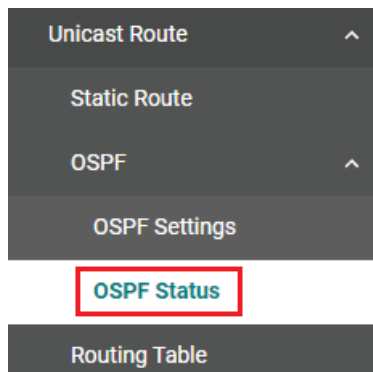 Unicast Route
Static Route
OSPF
OSPF Settings
OSPF Status
Routing Table